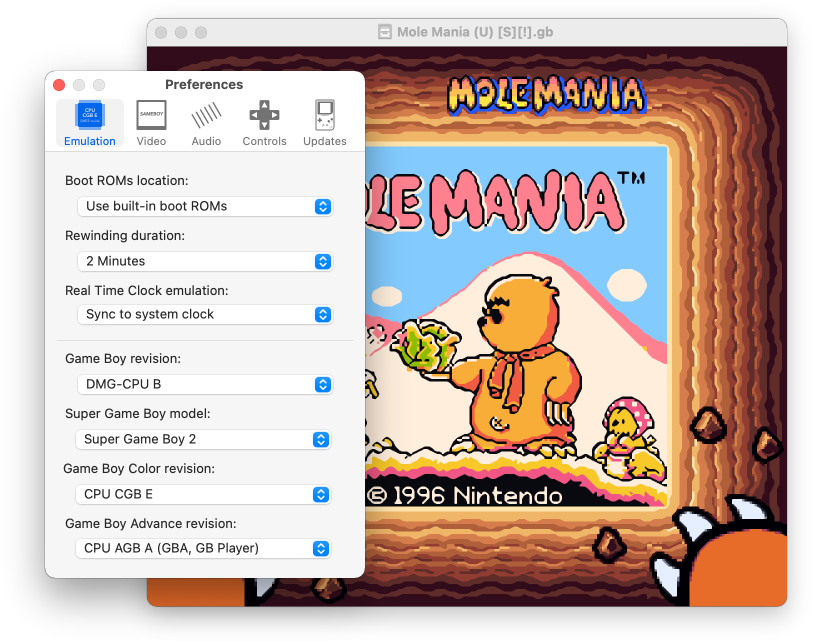 Mole Mania (U) [S][!].gb
MOLE MANIA
Preferences
CPU
CGB E
GAMEBOY
Emulation
Video
Audio
Controls
Updates
Boot ROMs location:
Use built-in boot ROMs
Rewinding duration:
2 Minutes
Real Time Clock emulation:
Sync to system clock
Game Boy revision:
DMG-CPU B
Super Game Boy model:
Super Game Boy 2
Game Boy Color revision:
CPU CGB E
Game Boy Advance revision:
CPU AGB A (GBA, GB Player)
LE MANIA™
© 1996 Nintendo